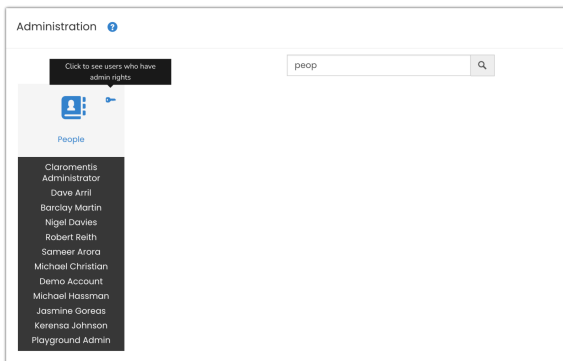 Administration ?
Click to see users who have
admin rights
peop
People
Claromentis
Administrator
Dave Arril
Barclay Martin
Nigel Davies
Robert Reith
Sameer Arora
Michael Christian
Demo Account
Michael Hassman
Jasmine Goreas
Kerensa Johnson
Playground Admin